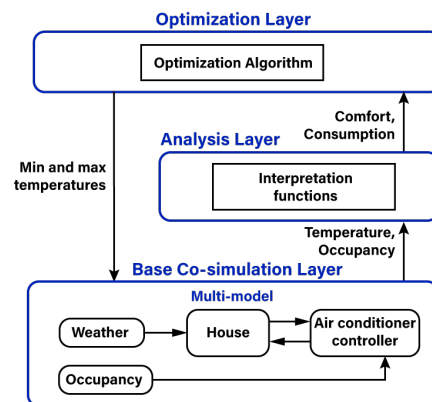 Optimization Layer
Optimization Algorithm
Comfort,
Consumption
Analysis Layer
Min and max
temperatures
Interpretation
functions
Temperature,
Occupancy
Base Co-simulation Layer
Multi-model
Weather
House
Air conditioner
controller
Occupancy